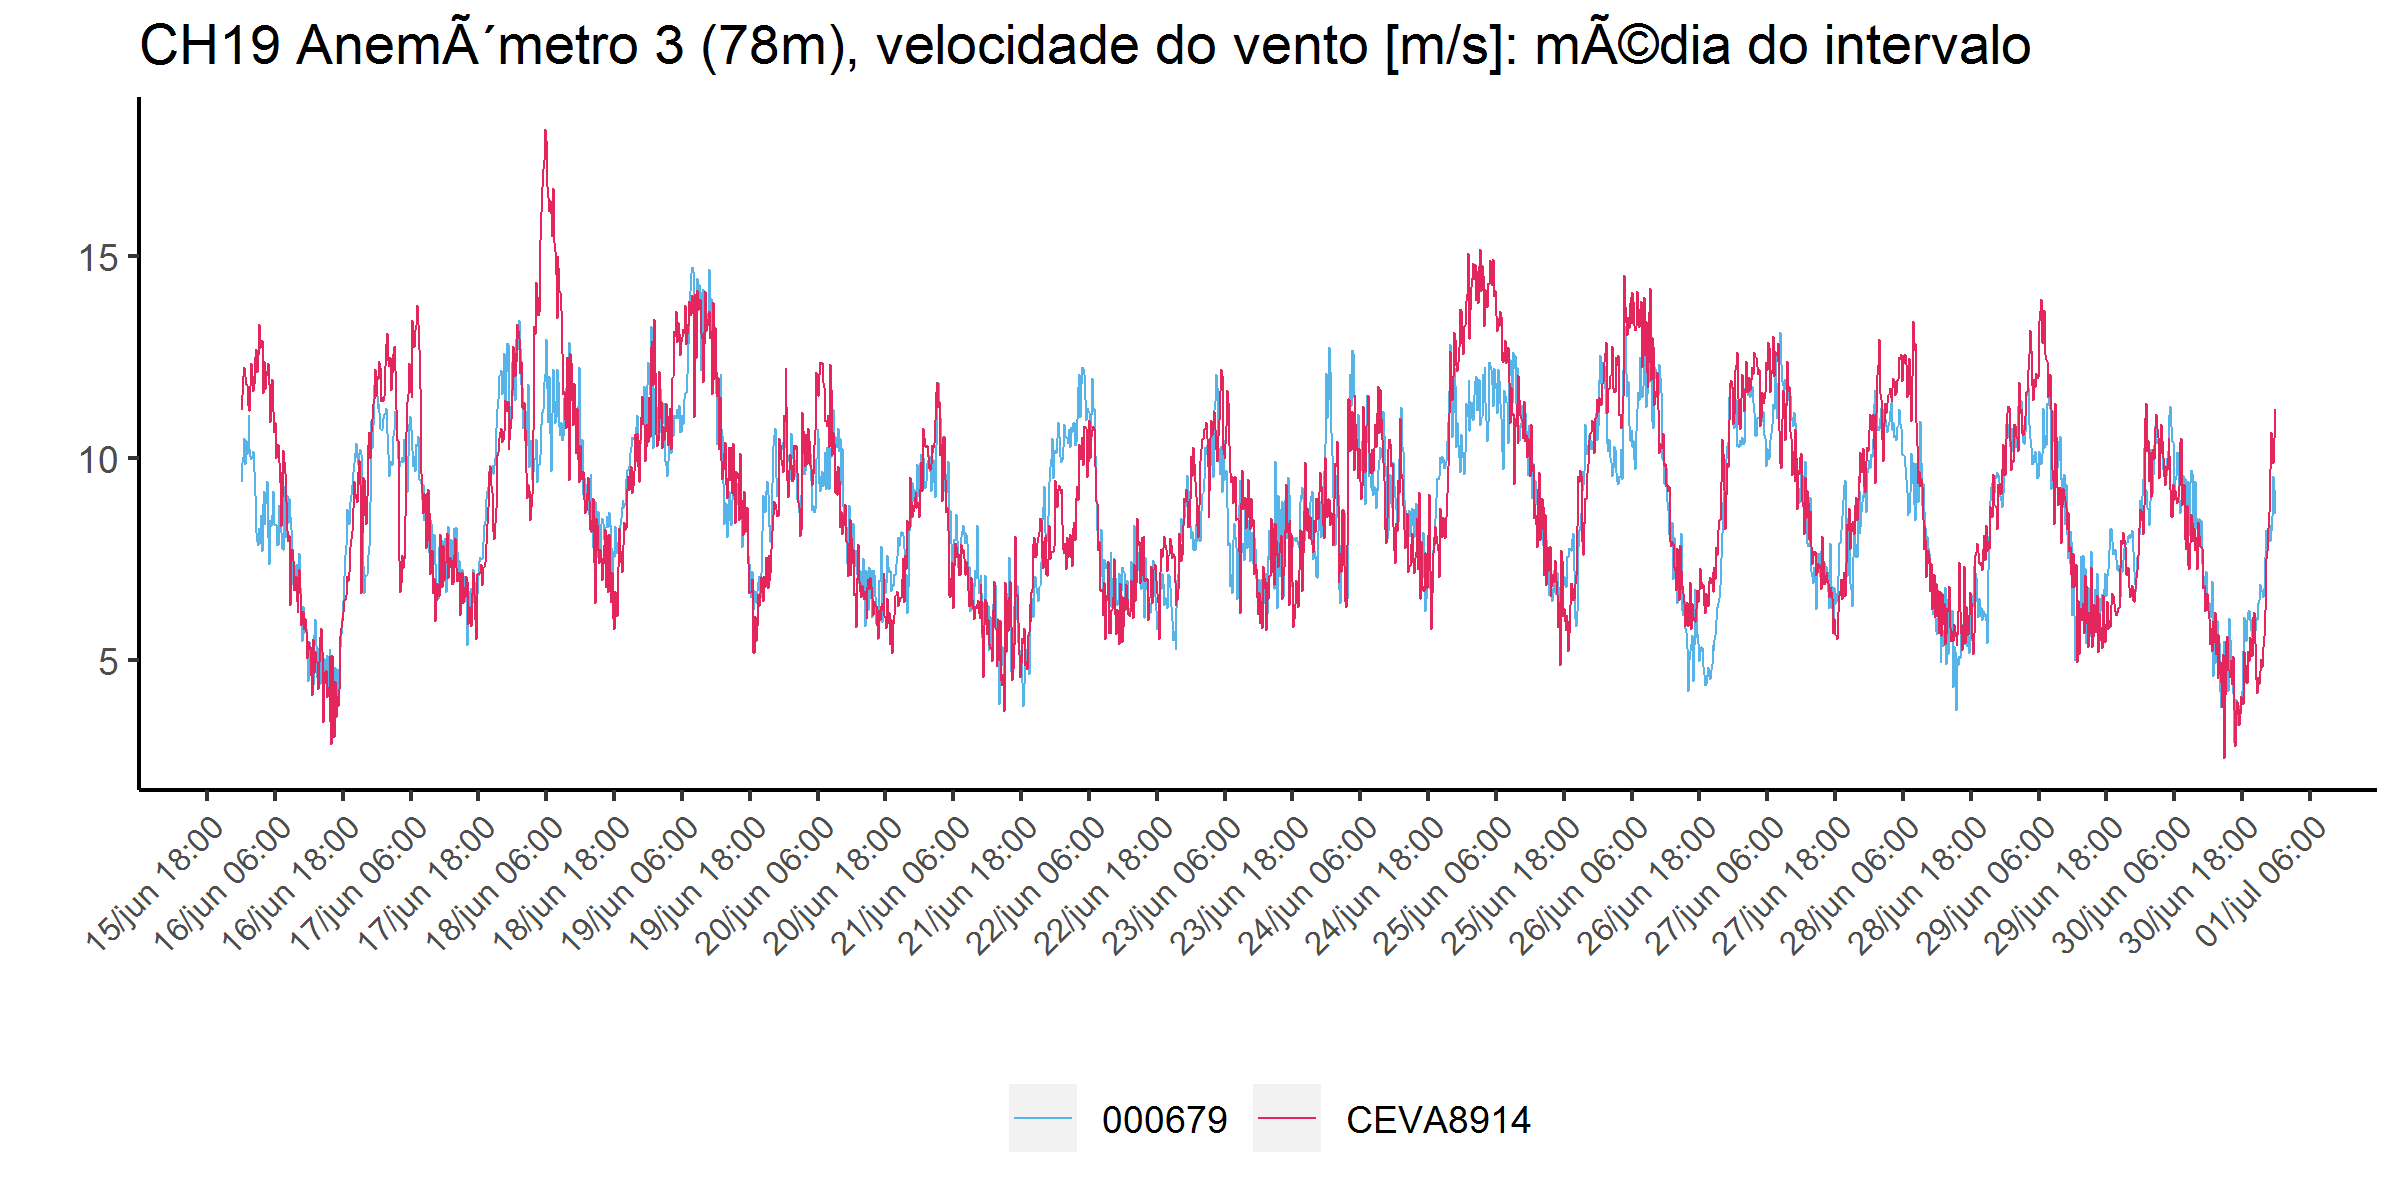 CH19 AnemÃ´metro 3 (78m), velocidade do vento [m/s]: mÃ©dia do intervalo
15
10
5
15/jun 18:00
16/jun 06:00
16/jun 18:00
17/jun 06:00
17/jun 18:00
18/jun 06:00
18/jun 18:00
19/jun 06:00
19/jun 18:00
20/jun 06:00
20/jun 18:00
21/jun 06:00
21/jun 18:00
22/jun 06:00
22/jun 18:00
23/jun 06:00
23/jun 18:00
24/jun 06:00
24/jun 18:00
25/jun 06:00
25/jun 18:00
26/jun 06:00
26/jun 18:00
27/jun 06:00
27/jun 18:00
28/jun 06:00
28/jun 18:00
29/jun 06:00
29/jun 18:00
30/jun 06:00
30/jun 18:00
01/jul 06:00
000679 CEVA8914